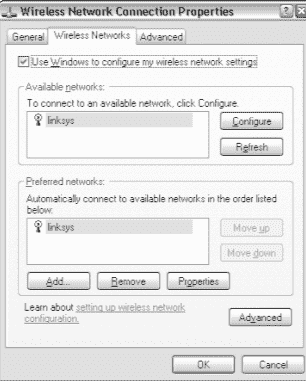 Wireless Network Connection Properties
General Wireless Networks Advanced
Use Windows to configure my wireless network settings
Available networks:
To connect to an available network, click Configure.
linksys
Configure
Refresh
Preferred networks:
Automatically connect to available networks in the order listed
below:
linksys
Move up
Move down
Add... Remove Properties
Learn about setting up wireless network
configuration.
Advanced
OK Cancel